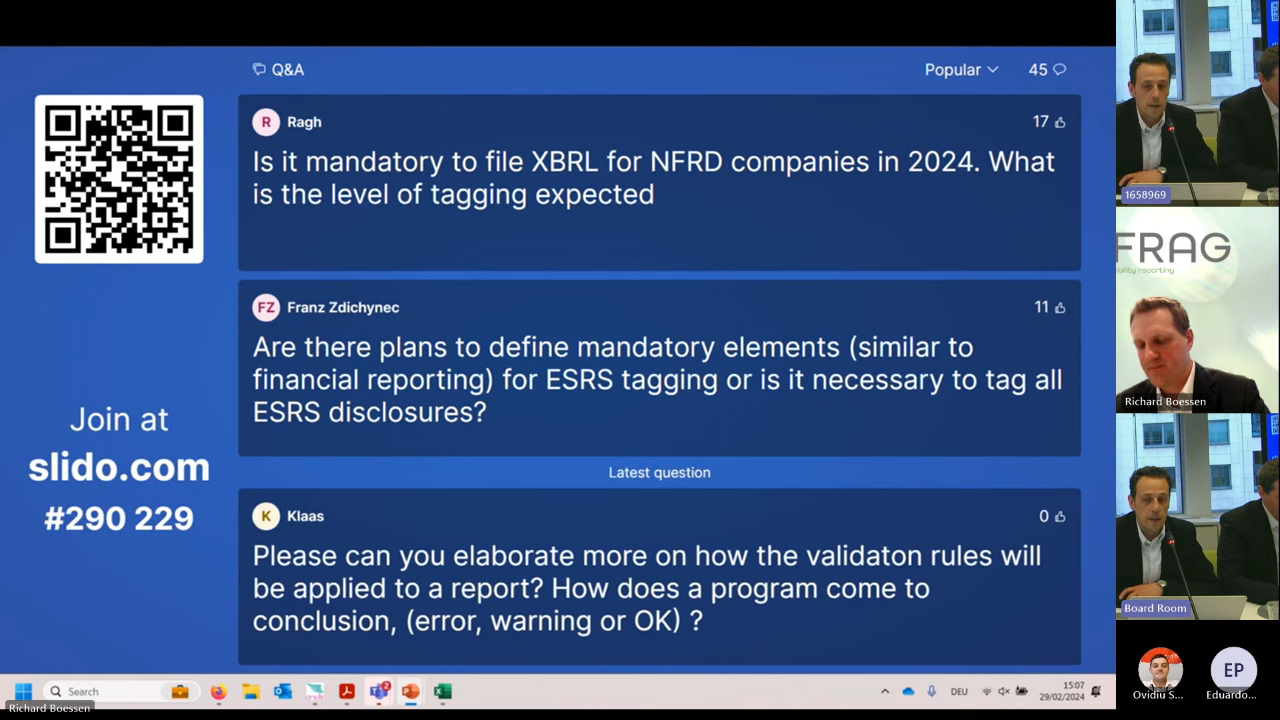 Q&A
Popular
45
R
Ragh
17
Is it mandatory to file XBRL for NFRD companies in 2024. What
is the level of tagging expected
FZ
Franz Zdichynec
11
Are there plans to define mandatory elements (similar to
financial reporting) for ESRS tagging or is it necessary to tag all
ESRS disclosures?
Latest question
K
Klaas
0
Please can you elaborate more on how the validaton rules will
be applied to a report? How does a program come to
conclusion, (error, warning or OK) ?
Join at
slido.com
#290 229
Search
2
DEU
15:07
29/02/2024
Richard Boessen
1658969
FRAG
Richard Boessen
Board Room
Ovidiu S...
EP
Eduardo...